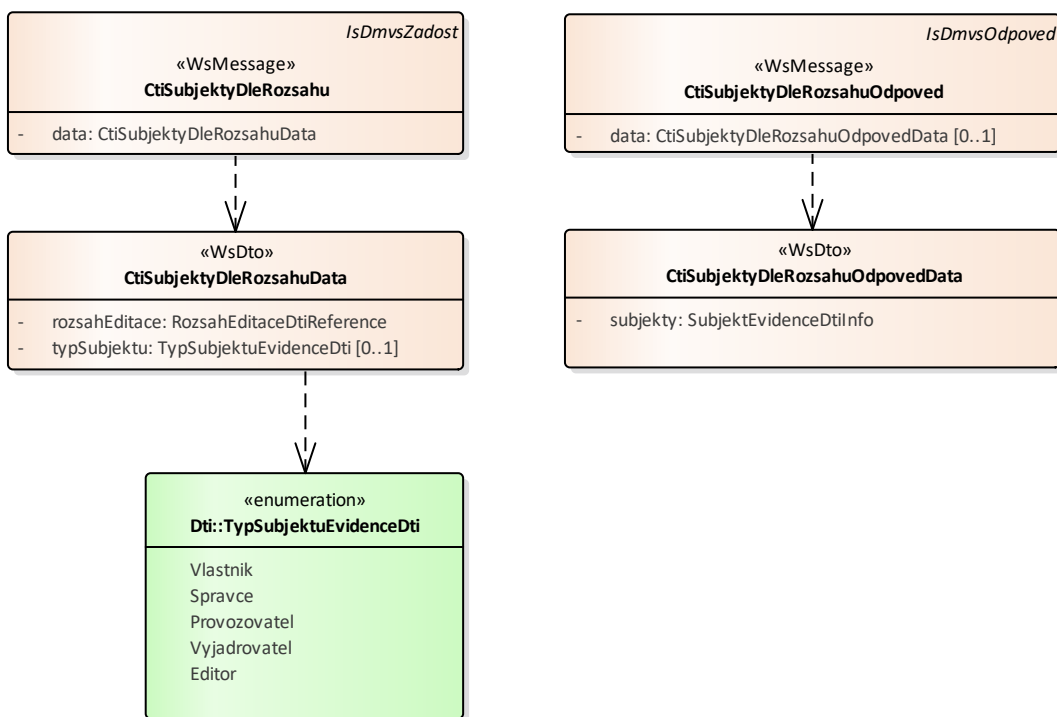 IsDmvsZadost
«WsMessage»
CtiSubjektyDleRozsahu
- data: CtiSubjektyDleRozsahuData
IsDmvsOdpoved
«WsMessage»
CtiSubjektyDleRozsahuOdpoved
- data: CtiSubjektyDleRozsahuOdpovedData [0..1]
«WsDto»
CtiSubjektyDleRozsahuData
- rozsahEditace: RozsahEditaceDtiReference
- typSubjektu: TypSubjektuEvidenceDti [0..1]
«WsDto»
CtiSubjektyDleRozsahuOdpovedData
- subjekty: SubjektEvidenceDtiInfo
«enumeration»
Dti::TypSubjektuEvidenceDti
Vlastnik
Spravce
Provozovatel
Vyjadrovatel
Editor